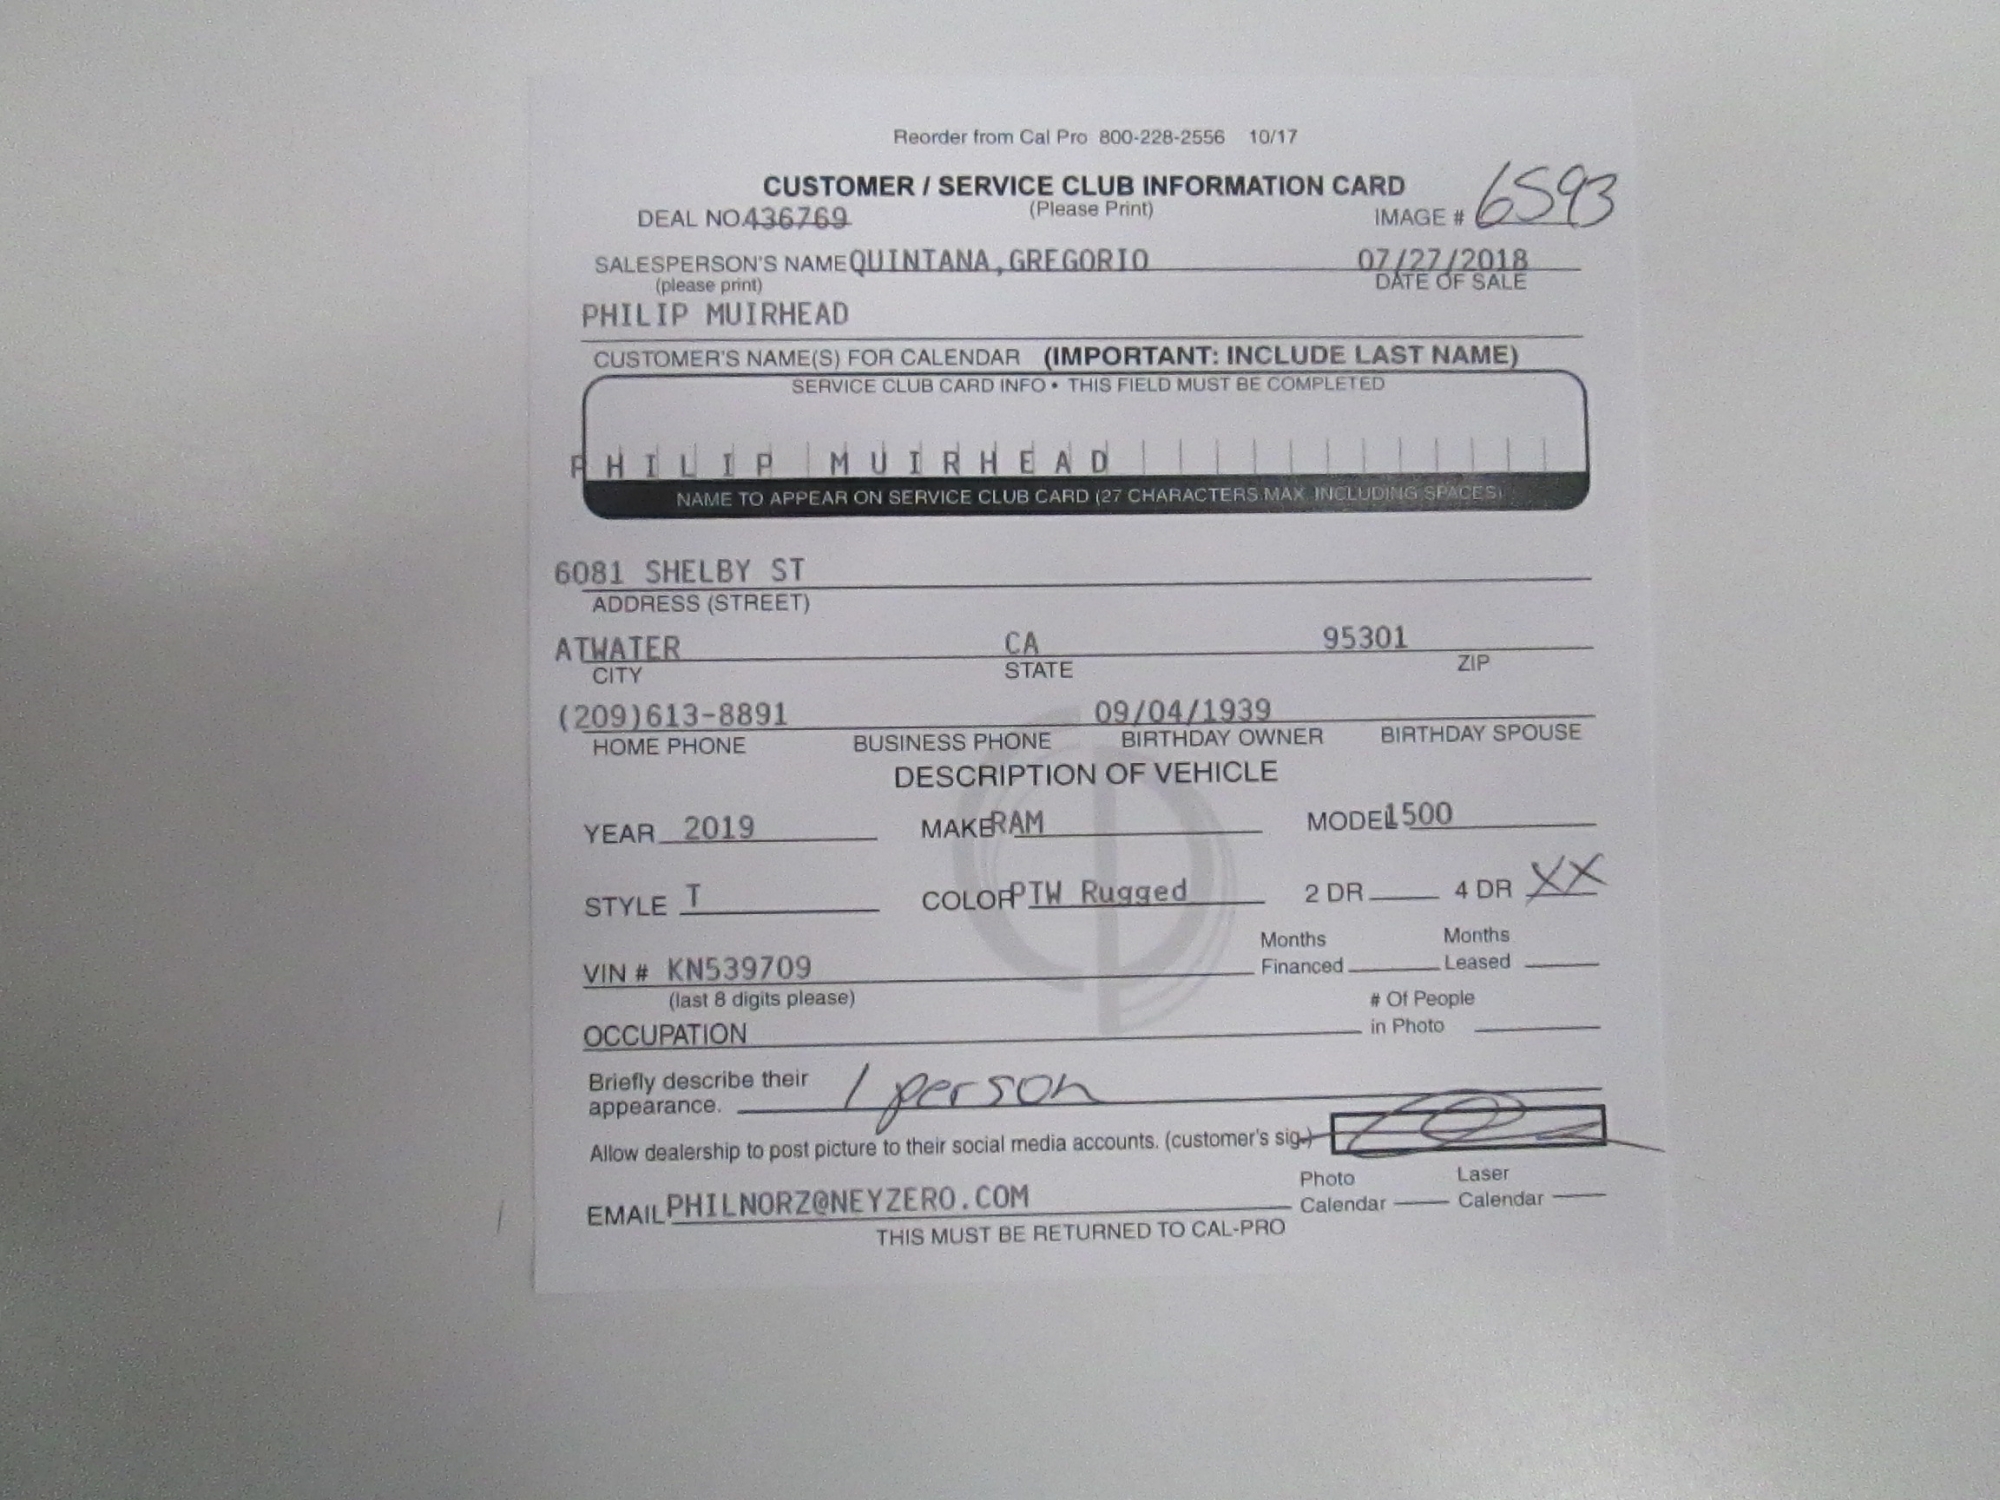 Reorder from Cal Pro 800-228-2556 10/17
CUSTOMER / SERVICE CLUB INFORMATION CARD
(Please Print)
DEAL NO.436769 IMAGE # 6593
SALESPERSON'S NAME QUINTANA,GREGORIO 07/27/2018
(please print) DATE OF SALE
PHILIP MUIRHEAD
CUSTOMER'S NAME(S) FOR CALENDAR (IMPORTANT: INCLUDE LAST NAME)
SERVICE CLUB CARD INFO • THIS FIELD MUST BE COMPLETED
PHILIP MUIRHEAD
NAME TO APPEAR ON SERVICE CLUB CARD (27 CHARACTERS MAX. INCLUDING SPACES)
6081 SHELBY ST
ADDRESS (STREET)
ATWATER CA 95301
CITY STATE ZIP
(209)613-8891 09/04/1939
HOME PHONE BUSINESS PHONE BIRTHDAY OWNER BIRTHDAY SPOUSE
DESCRIPTION OF VEHICLE
YEAR 2019 MAKE RAM MODEL 1500
STYLE T COLOR PTW Rugged 2 DR 4 DR XX
Months Months
VIN # KN539709 Financed Leased
(last 8 digits please) # Of People
OCCUPATION in Photo
Briefly describe their
appearance. 1 person
Allow dealership to post picture to their social media accounts. (customer's sig.)
Photo Laser
EMAIL PHILNORZ@NEYZERO.COM Calendar Calendar
THIS MUST BE RETURNED TO CAL-PRO